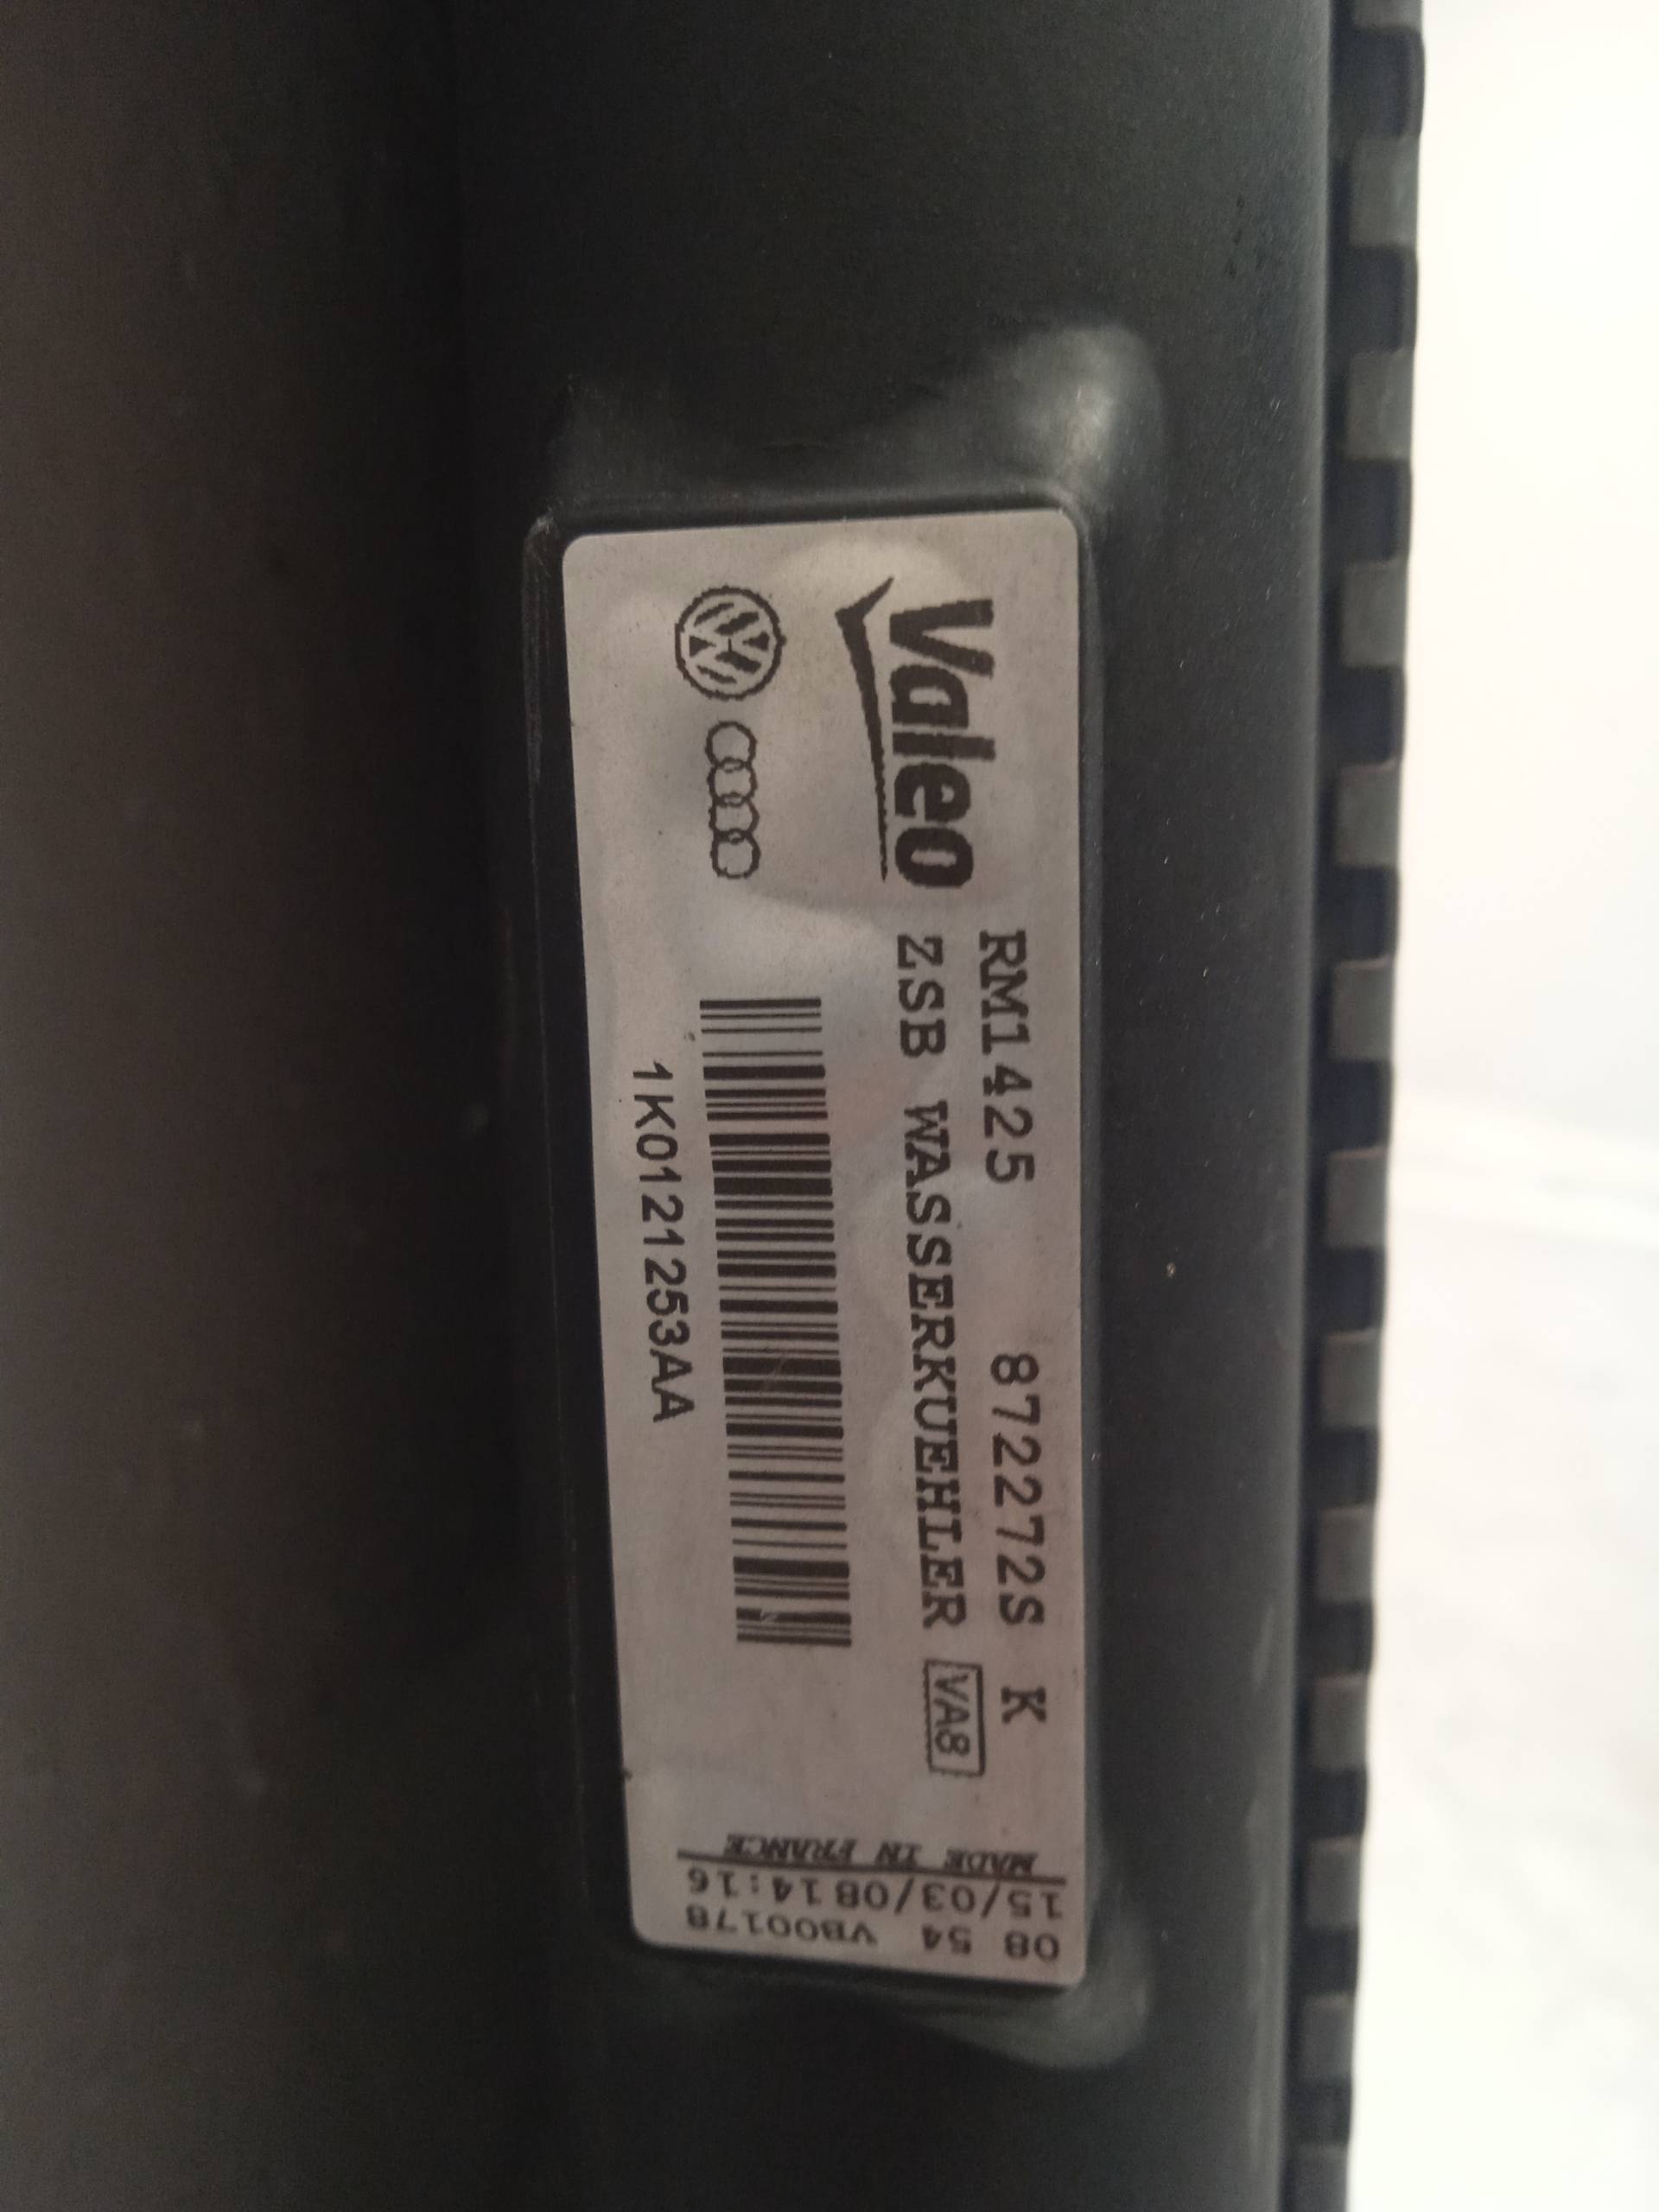 Valeo
RM1425 872272S K
ZSB WASSERKUEHLER VA8
1K0121253AA
MADE IN FRANCE
15/03/08 14:16
08 54 VB00178